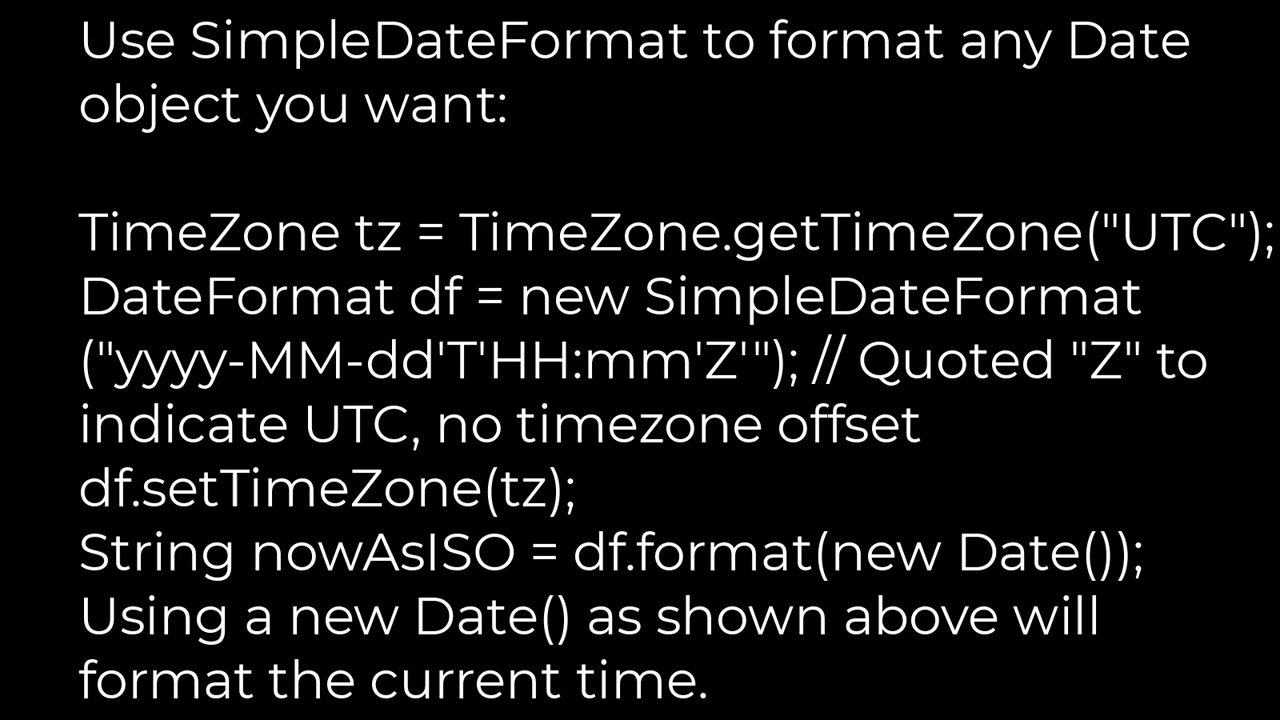 Use SimpleDateFormat to format any Date
object you want:
TimeZone tz = TimeZone.getTimeZone("UTC");
DateFormat df = new SimpleDateFormat
("yyyy-MM-dd'T'HH:mm'Z'"); // Quoted "Z" to
indicate UTC, no timezone offset
df.setTimeZone(tz);
String nowAsISO = df.format(new Date());
Using a new Date() as shown above will
format the current time.